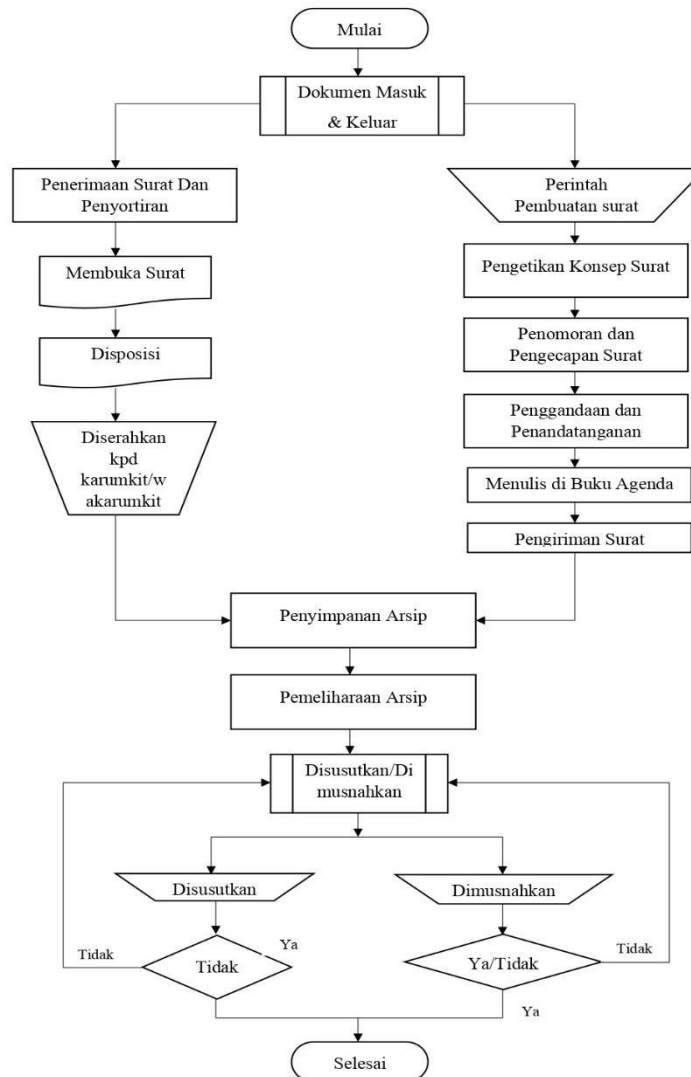 Mulai
Dokumen Masuk
& Keluar
Penerimaan Surat Dan
Penyortiran
Membuka Surat
Disposisi
Diserahkan
kpd
karumkit/w
akarumkit
Perintah
Pembuatan surat
Pengetikan Konsep Surat
Penomoran dan
Pengecapan Surat
Penggandaan dan
Penandatanganan
Menulis di Buku Agenda
Pengiriman Surat
Penyimpanan Arsip
Pemeliharaan Arsip
Disusutkan/Di
musnahkan
Disusutkan
Dimusnahkan
Tidak
Tidak
Ya
Ya/Tidak
Tidak
Ya
Selesai